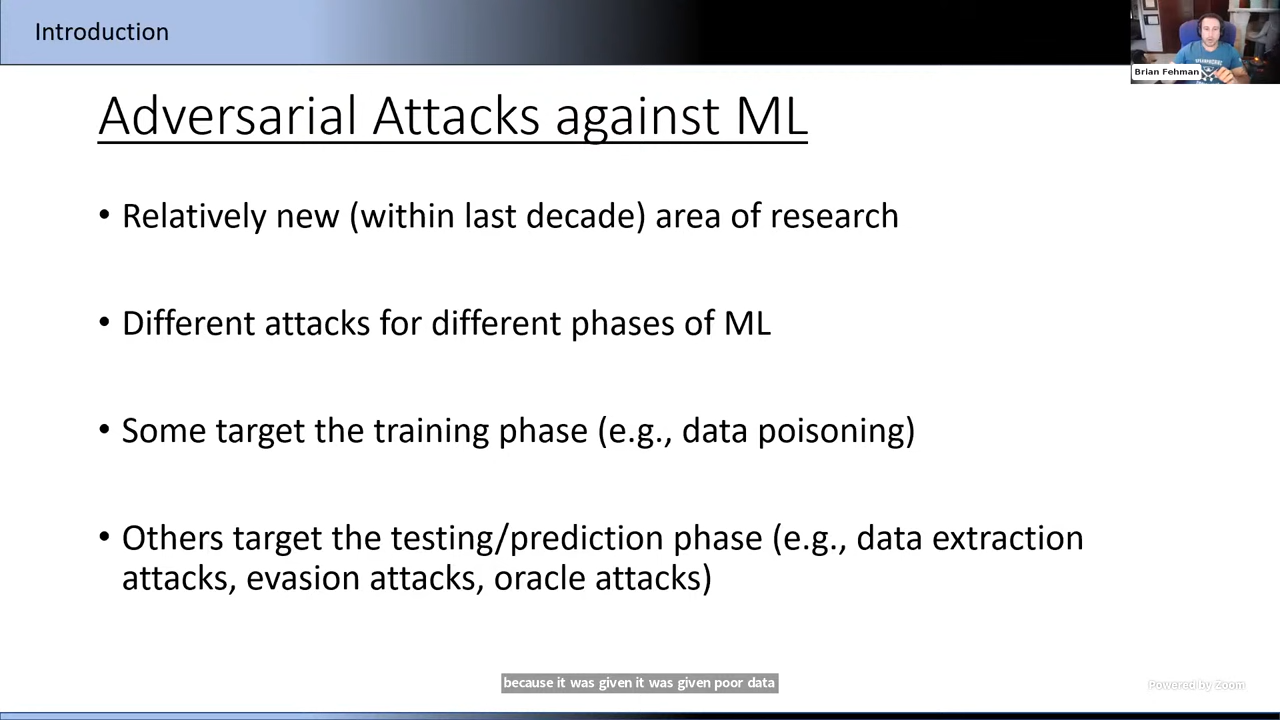 Introduction
Brian Fehman
Adversarial Attacks against ML
• Relatively new (within last decade) area of research
• Different attacks for different phases of ML
• Some target the training phase (e.g., data poisoning)
• Others target the testing/prediction phase (e.g., data extraction
attacks, evasion attacks, oracle attacks)
because it was given it was given poor data
Powered by Zoom